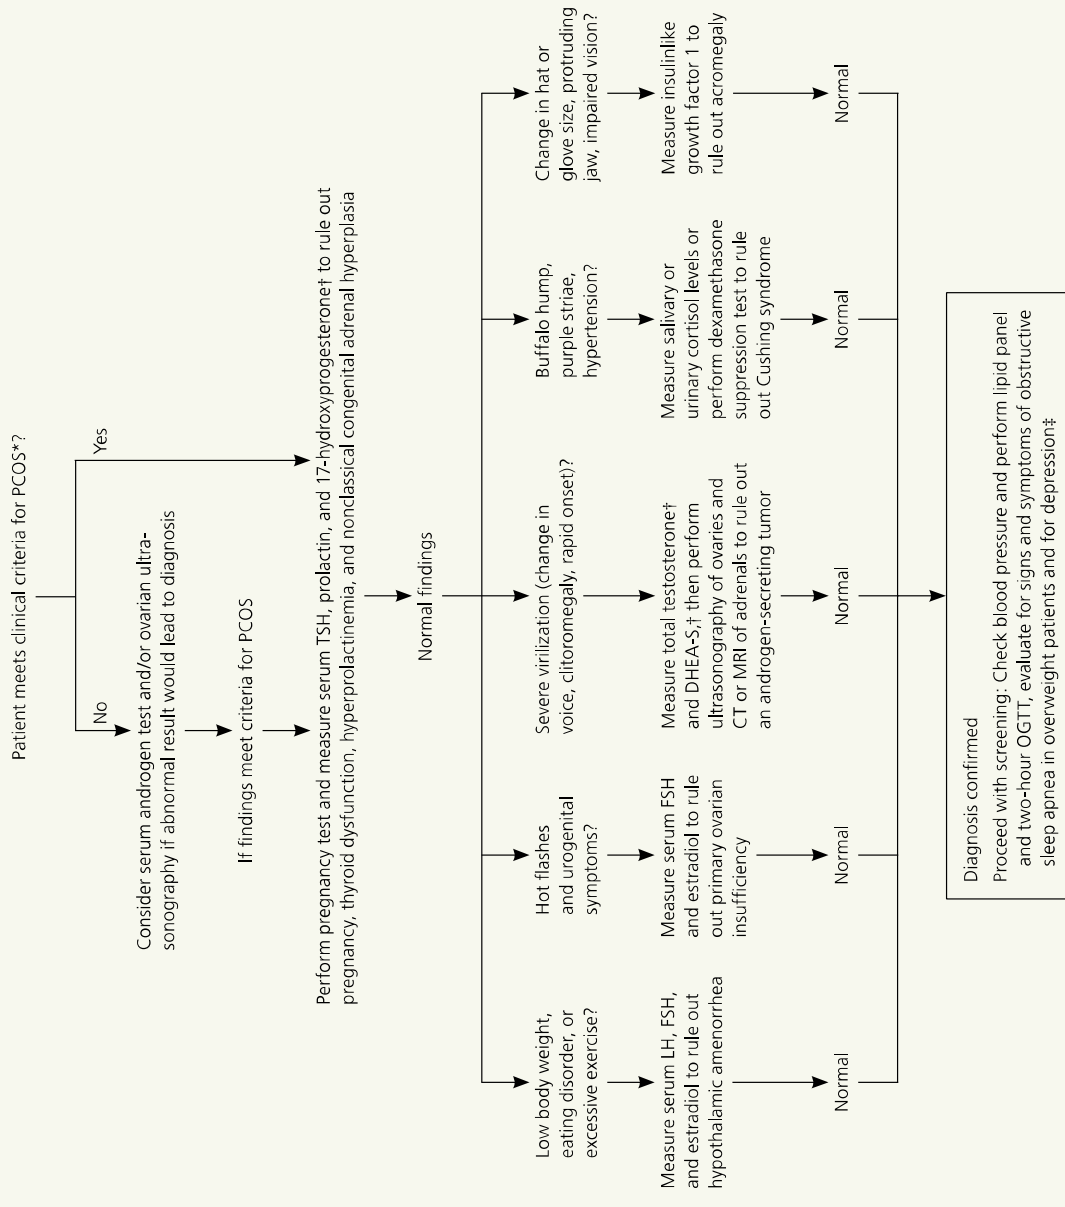 Patient meets clinical criteria for PCOS*?
No
Yes
Consider serum androgen test and/or ovarian ultra-
sonography if abnormal result would lead to diagnosis
If findings meet criteria for PCOS
Perform pregnancy test and measure serum TSH, prolactin, and 17-hydroxyprogesterone† to rule out
pregnancy, thyroid dysfunction, hyperprolactinemia, and nonclassical congenital adrenal hyperplasia
Normal findings
Low body weight,
eating disorder, or
excessive exercise?
Measure serum LH, FSH,
and estradiol to rule out
hypothalamic amenorrhea
Normal
Hot flashes
and urogenital
symptoms?
Measure serum FSH
and estradiol to rule
out primary ovarian
insufficiency
Normal
Severe virilization (change in
voice, clitoromegaly, rapid onset)?
Measure total testosterone†
and DHEA-S,† then perform
ultrasonography of ovaries and
CT or MRI of adrenals to rule out
an androgen-secreting tumor
Normal
Buffalo hump,
purple striae,
hypertension?
Measure salivary or
urinary cortisol levels or
perform dexamethasone
suppression test to rule
out Cushing syndrome
Normal
Change in hat or
glove size, protruding
jaw, impaired vision?
Measure insulinlike
growth factor 1 to
rule out acromegaly
Normal
Diagnosis confirmed
Proceed with screening: Check blood pressure and perform lipid panel
and two-hour OGTT, evaluate for signs and symptoms of obstructive
sleep apnea in overweight patients and for depression‡